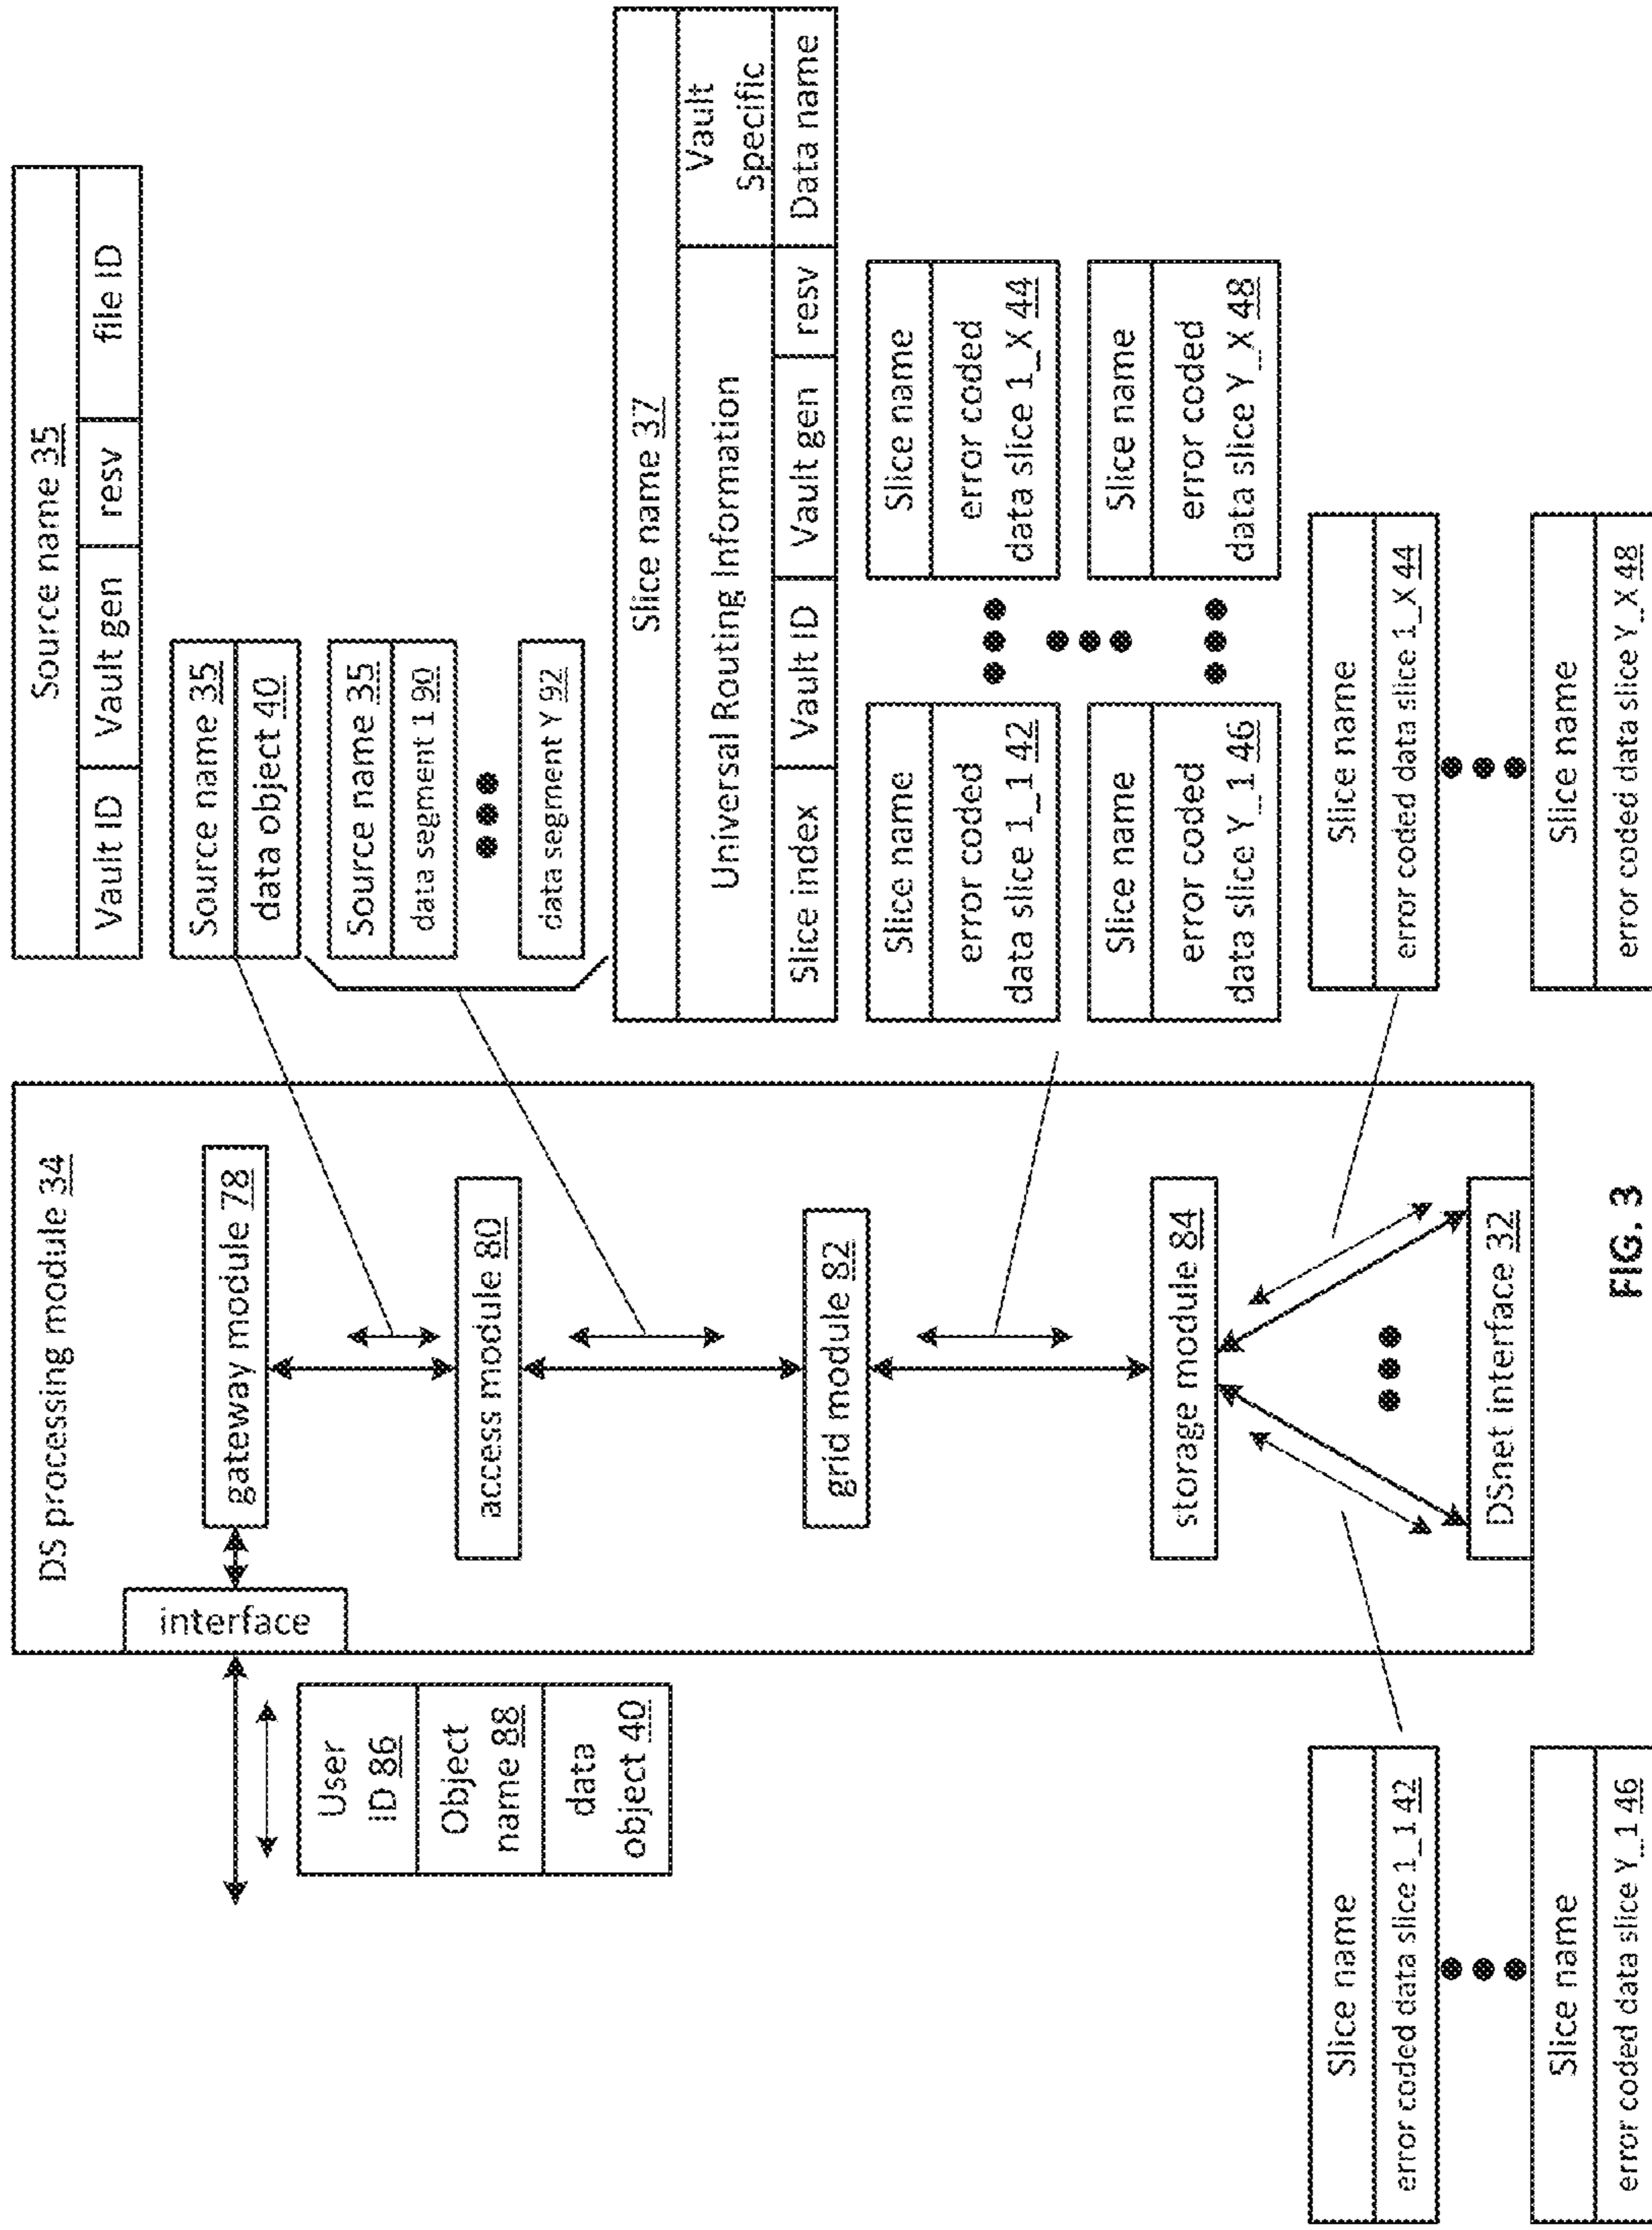 DS processing module 34
interface
gateway module 78
access module 80
grid module 82
storage module 84
DSnet interface 32
User
ID 86
Object
name 88
data
object 40
Source name 35
Vault ID
Vault gen
resv
file ID
Source name 35
data object 40
Source name 35
data segment 1 90
data segment Y 92
Slice name 37
Universal Routing Information
Vault
Specific
Slice index
Vault ID
Vault gen
resv
Data name
Slice name
error coded
data slice 1_1 42
Slice name
error coded
data slice 1_X 44
Slice name
error coded
data slice Y_1 46
Slice name
error coded
data slice Y_X 48
Slice name
error coded data slice 1_1 42
Slice name
error coded data slice Y_1 46
Slice name
error coded data slice 1_X 44
Slice name
error coded data slice Y_X 48
FIG. 3